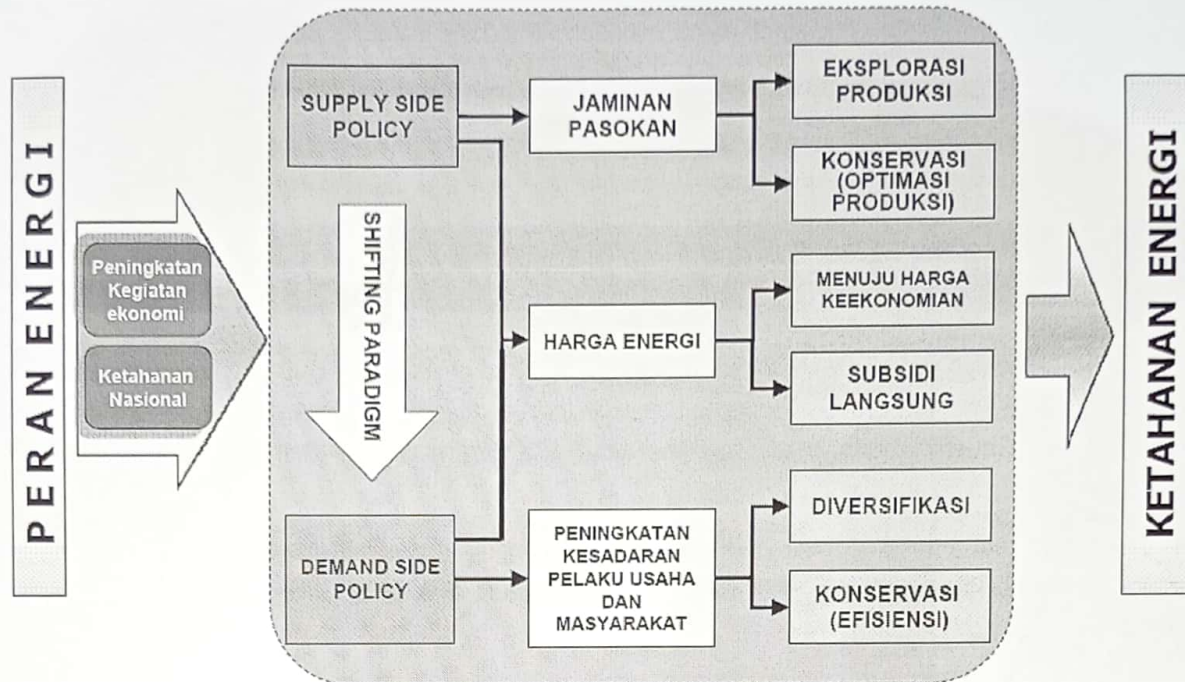 PERAN ENERGI
Peningkatan
Kegiatan
ekonomi
Ketahanan
Nasional
SUPPLY SIDE
POLICY
SHIFTING PARADIGM
DEMAND SIDE
POLICY
JAMINAN
PASOKAN
HARGA ENERGI
PENINGKATAN
KESADARAN
PELAKU USAHA
DAN
MASYARAKAT
EKSPLORASI
PRODUKSI
KONSERVASI
(OPTIMASI
PRODUKSI)
MENUJU HARGA
KEEKONOMIAN
SUBSIDI
LANGSUNG
DIVERSIFIKASI
KONSERVASI
(EFISIENSI)
KETAHANAN ENERGI